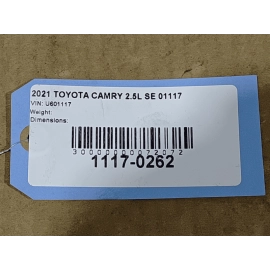 2021 TOYOTA CAMRY 2.5L SE 01117
VIN: U601117
Weight:
Dimensions:
3000000072072
1117-0262